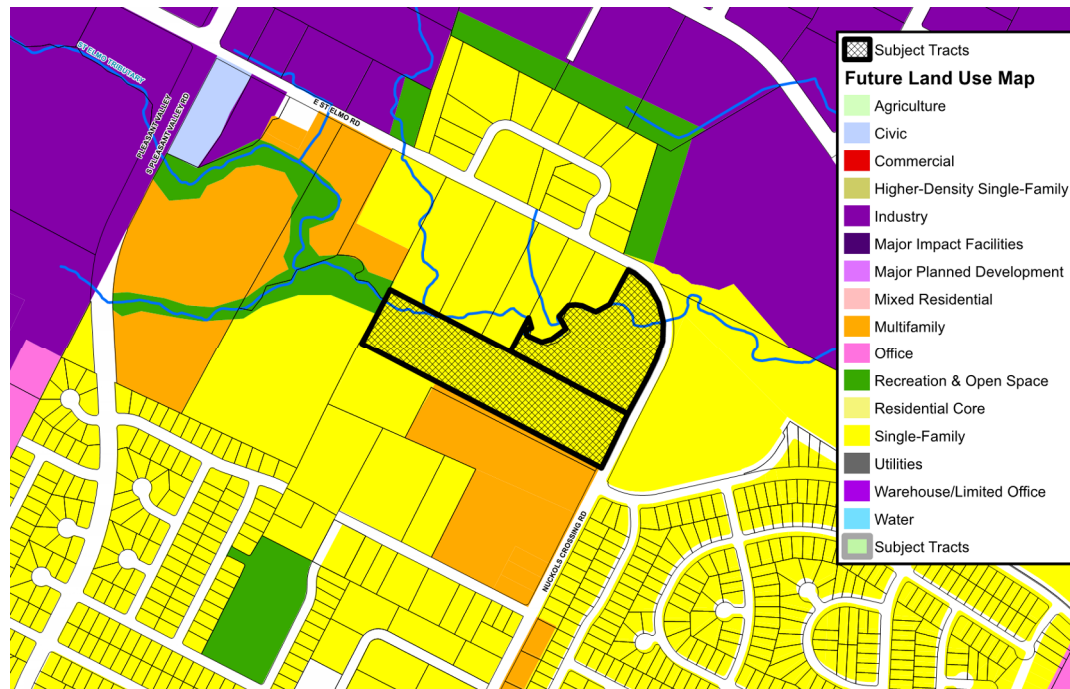 ST ELMO TRIBUTARY
PLEASANT VALLEY
S PLEASANT VALLEY RD
E ST ELMO RD
NUCKOLS CROSSING RD
Subject Tracts
Future Land Use Map
Agriculture
Civic
Commercial
Higher-Density Single-Family
Industry
Major Impact Facilities
Major Planned Development
Mixed Residential
Multifamily
Office
Recreation & Open Space
Residential Core
Single-Family
Utilities
Warehouse/Limited Office
Water
Subject Tracts